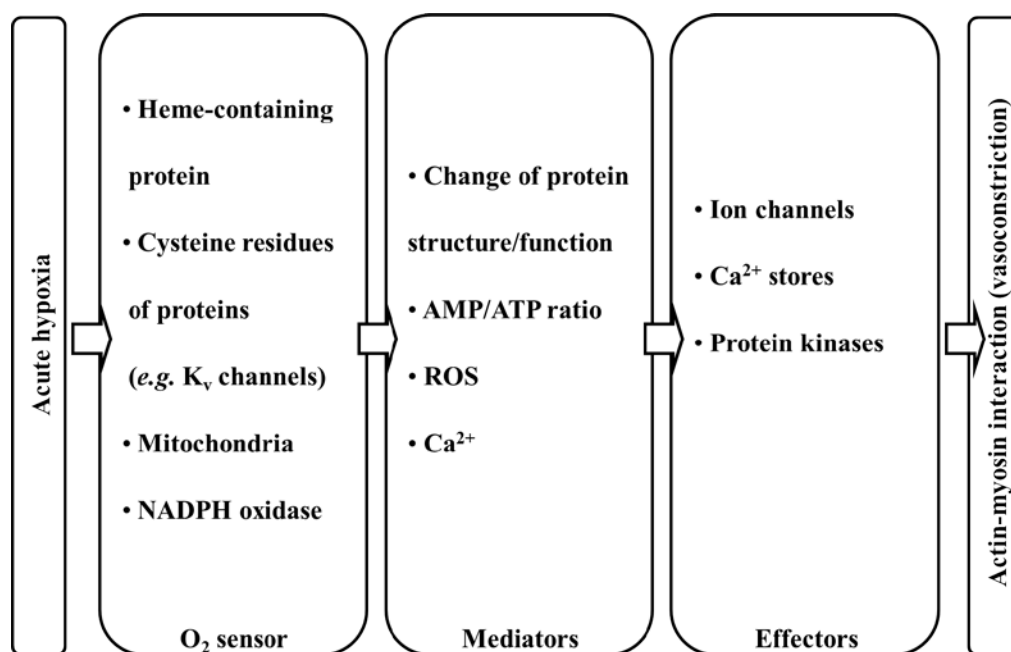 Acute hypoxia
• Heme-containing
protein
• Cysteine residues
of proteins
(e.g. Kv channels)
• Mitochondria
• NADPH oxidase
O2 sensor
• Change of protein
structure/function
• AMP/ATP ratio
• ROS
• Ca2+
Mediators
• Ion channels
• Ca2+ stores
• Protein kinases
Effectors
Actin-myosin interaction (vasoconstriction)